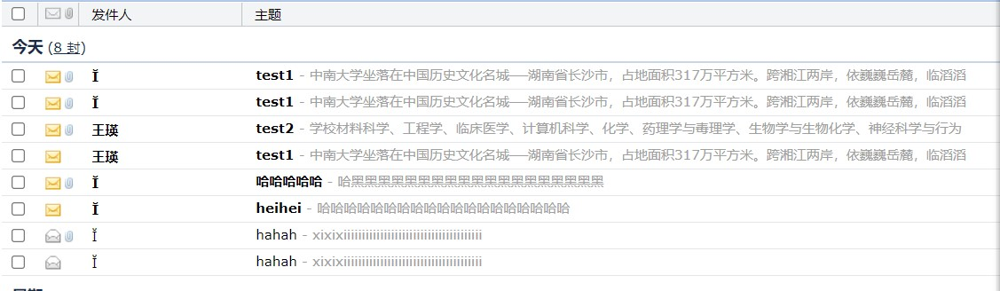 发件人 主题
今天 (8 封)
Ǐ test1 - 中南大学坐落在中国历史文化名城──湖南省长沙市，占地面积317万平方米。跨湘江两岸，依巍巍岳麓，临滔滔
Ǐ test1 - 中南大学坐落在中国历史文化名城──湖南省长沙市，占地面积317万平方米。跨湘江两岸，依巍巍岳麓，临滔滔
王瑛 test2 - 学校材料科学、工程学、临床医学、计算机科学、化学、药理学与毒理学、生物学与生物化学、神经科学与行为
王瑛 test1 - 中南大学坐落在中国历史文化名城──湖南省长沙市，占地面积317万平方米。跨湘江两岸，依巍巍岳麓，临滔滔
Ǐ 哈哈哈哈哈 - 哈黑黑黑黑黑黑黑黑黑黑黑黑黑黑黑黑黑黑黑
Ǐ heihei - 哈哈哈哈哈哈哈哈哈哈哈哈哈哈哈哈哈哈哈
Ǐ hahah - xixixiiiiiiiiiiiiiiiiiiiiiiiiiiiiiiiiiiiiii
Ǐ hahah - xixixiiiiiiiiiiiiiiiiiiiiiiiiiiiiiiiiiiiiii